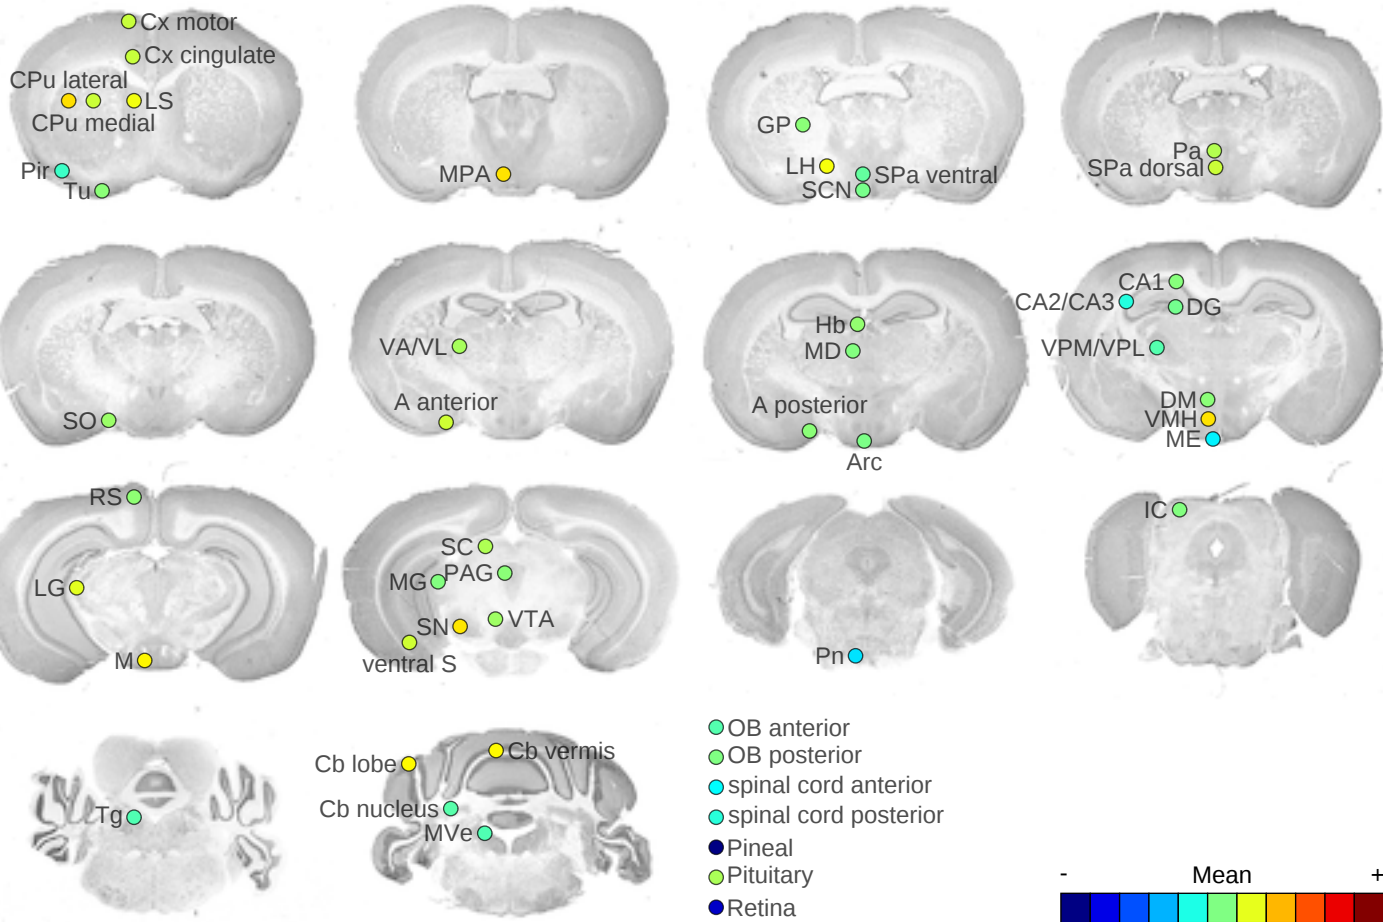 Cx motor
Cx cingulate
CPu lateral
LS
CPu medial
Pir
Tu
MPA
GP
LH
SPa ventral
SCN
Pa
SPa dorsal
SO
VA/VL
A anterior
Hb
MD
A posterior
Arc
CA1
CA2/CA3
DG
VPM/VPL
DM
VMH
ME
RS
LG
M
SC
MG
PAG
SN
VTA
ventral S
Pn
IC
Tg
Cb lobe
Cb vermis
Cb nucleus
MVe
OB anterior
OB posterior
spinal cord anterior
spinal cord posterior
Pineal
Pituitary
Retina
- Mean +